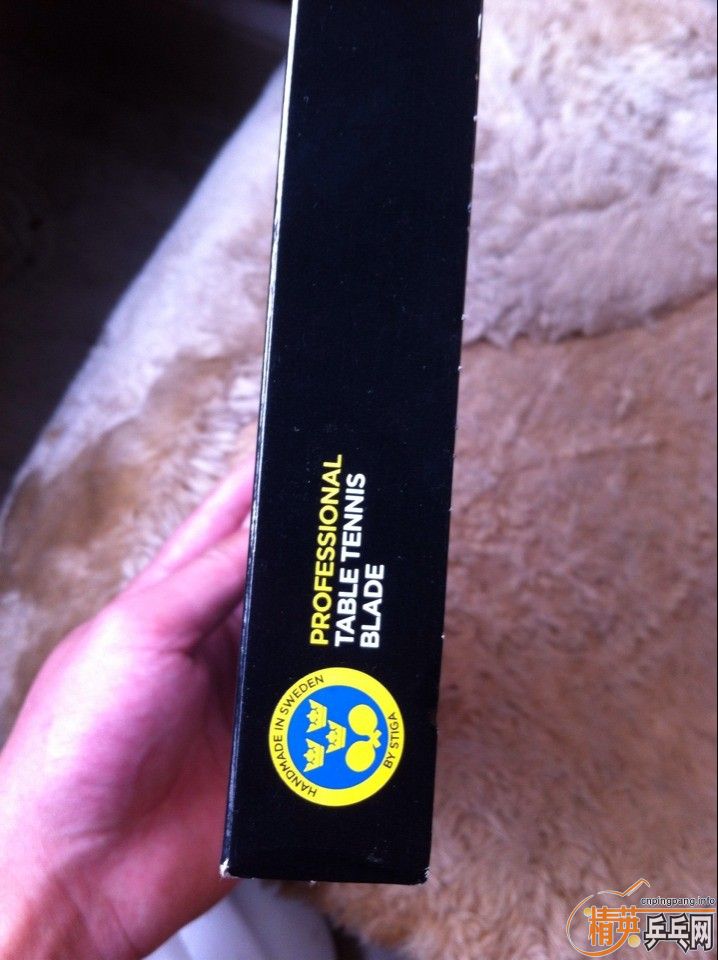 PROFESSIONAL
TABLE TENNIS
BLADE
HANDMADE IN SWEDEN
BY STIGA
cnpingpang.info
精英乒乓网